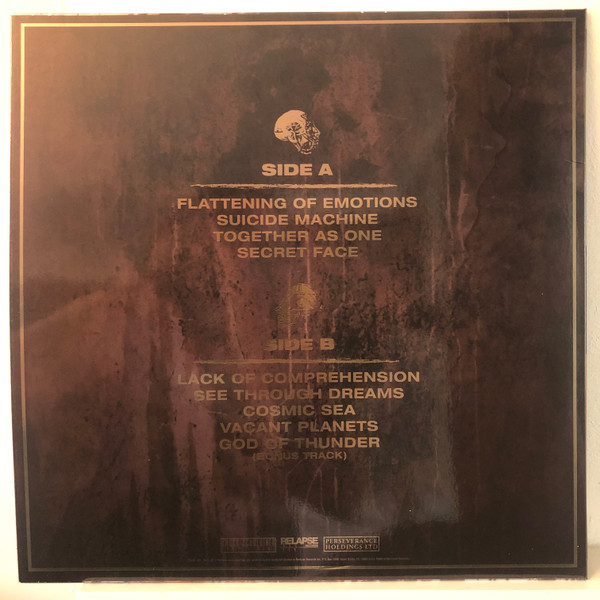 SIDE A
FLATTENING OF EMOTIONS
SUICIDE MACHINE
TOGETHER AS ONE
SECRET FACE
SIDE B
LACK OF COMPREHENSION
SEE THROUGH DREAMS
COSMIC SEA
VACANT PLANETS
GOD OF THUNDER
(BONUS TRACK)
RELAPSE
PERSEVERANCE
HOLDINGS LTD